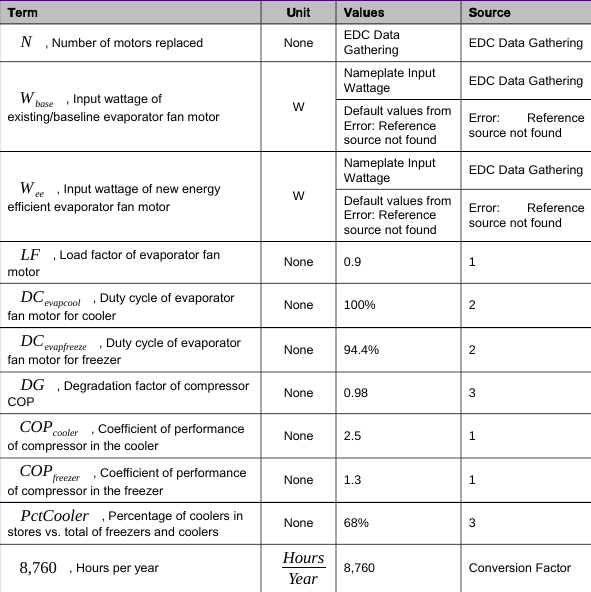 Term Unit Values Source
N , Number of motors replaced None EDC Data
Gathering EDC Data Gathering
W base , Input wattage of
existing/baseline evaporator fan motor W Nameplate Input
Wattage EDC Data Gathering
Default values from
Error: Reference
source not found Error: Reference
source not found
W ee , Input wattage of new energy
efficient evaporator fan motor W Nameplate Input
Wattage EDC Data Gathering
Default values from
Error: Reference
source not found Error: Reference
source not found
LF , Load factor of evaporator fan
motor None 0.9 1
DC evapcool , Duty cycle of evaporator
fan motor for cooler None 100% 2
DC evapfreeze , Duty cycle of evaporator
fan motor for freezer None 94.4% 2
DG , Degradation factor of compressor
COP None 0.98 3
COP cooler , Coefficient of performance
of compressor in the cooler None 2.5 1
COP freezer , Coefficient of performance
of compressor in the freezer None 1.3 1
PctCooler , Percentage of coolers in
stores vs. total of freezers and coolers None 68% 3
8,760 , Hours per year Hours
Year 8,760 Conversion Factor